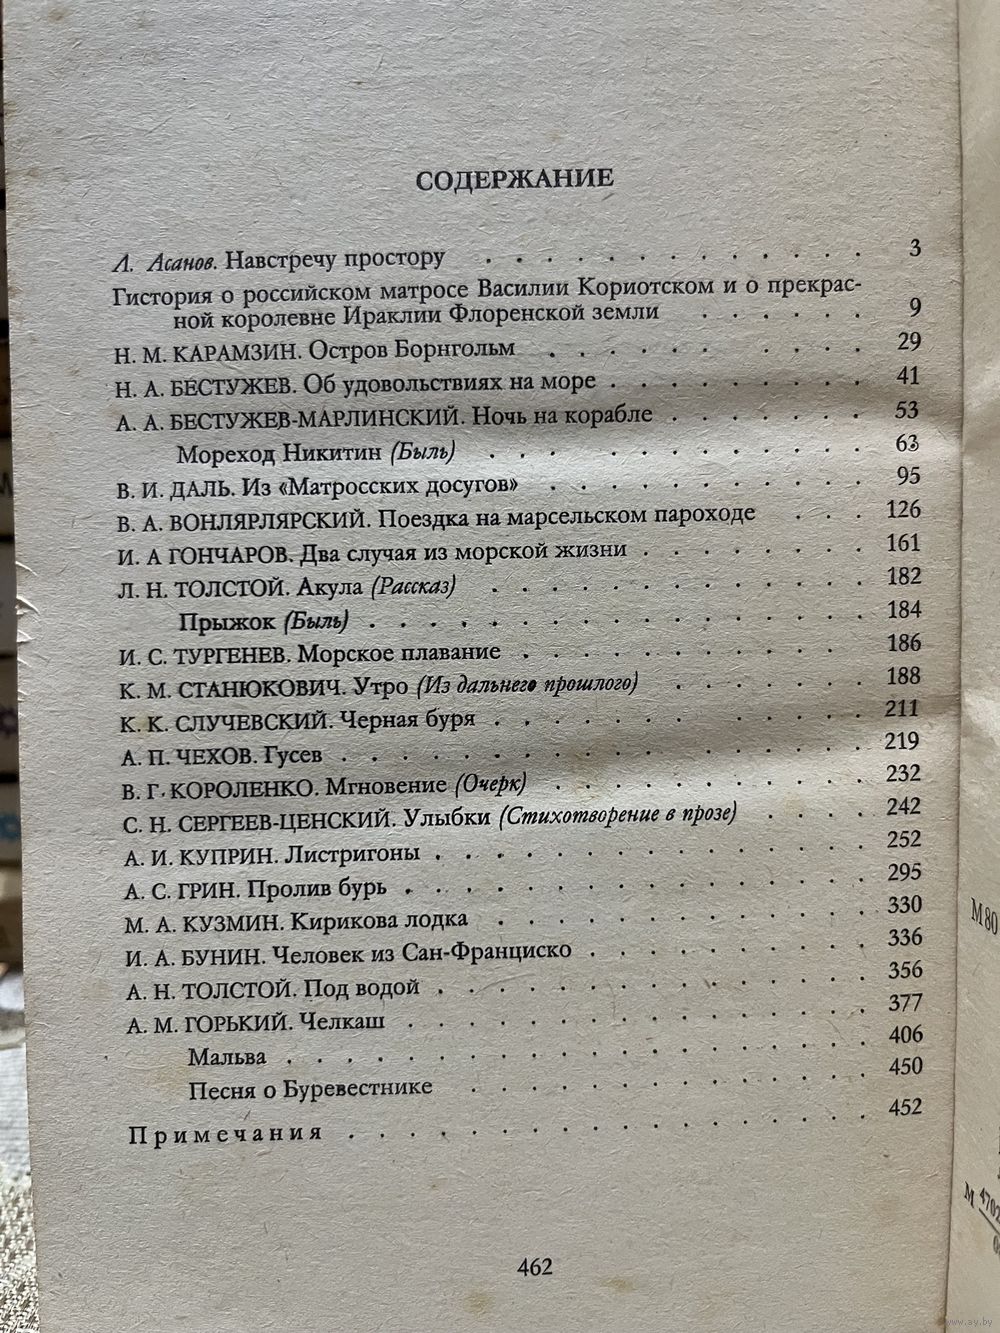 СОДЕРЖАНИЕ
Л. Асанов. Навстречу простору . . . . . . . . . . . . . 3
Гистория о российском матросе Василии Кориотском и о прекрас-
ной королевне Ираклии Флоренской земли . . . . . . 9
Н. М. КАРАМЗИН. Остров Борнгольм . . . . . . . . . . 29
Н. А. БЕСТУЖЕВ. Об удовольствиях на море . . . . . . . . . 41
А. А. БЕСТУЖЕВ-МАРЛИНСКИЙ. Ночь на корабле . . . . . . . 53
Мореход Никитин (Быль) . . . . . . . . . . . . 63
В. И. ДАЛЬ. Из «Матросских досугов» . . . . . . . . . . . 95
В. А. ВОНЛЯРЛЯРСКИЙ. Поездка на марсельском пароходе . . . 126
И. А ГОНЧАРОВ. Два случая из морской жизни . . . . . . . . 161
Л. Н. ТОЛСТОЙ. Акула (Рассказ) . . . . . . . . . . . . . 182
Прыжок (Быль) . . . . . . . . . . . . . . . . . 184
И. С. ТУРГЕНЕВ. Морское плавание . . . . . . . . . . . 186
К. М. СТАНЮКОВИЧ. Утро (Из дальнего прошлого) . . . . . . . 188
К. К. СЛУЧЕВСКИЙ. Черная буря . . . . . . . . . . . . . 211
А. П. ЧЕХОВ. Гусев . . . . . . . . . . . . . . . . . . 219
В. Г. КОРОЛЕНКО. Мгновение (Очерк) . . . . . . . . . . . 232
С. Н. СЕРГЕЕВ-ЦЕНСКИЙ. Улыбки (Стихотворение в прозе) . . . . 242
А. И. КУПРИН. Листригоны . . . . . . . . . . . . . . . 252
А. С. ГРИН. Пролив бурь . . . . . . . . . . . . . . . 295
М. А. КУЗМИН. Кирикова лодка . . . . . . . . . . . . . 330
И. А. БУНИН. Человек из Сан-Франциско . . . . . . . . . . 336
А. Н. ТОЛСТОЙ. Под водой . . . . . . . . . . . . . . 356
А. М. ГОРЬКИЙ. Челкаш . . . . . . . . . . . . . . . 377
Мальва . . . . . . . . . . . . . . . . . . . 406
Песня о Буревестнике . . . . . . . . . . . . . 450
Примечания . . . . . . . . . . . . . . . . . 452
462
М80
М 4702
www.ay.by